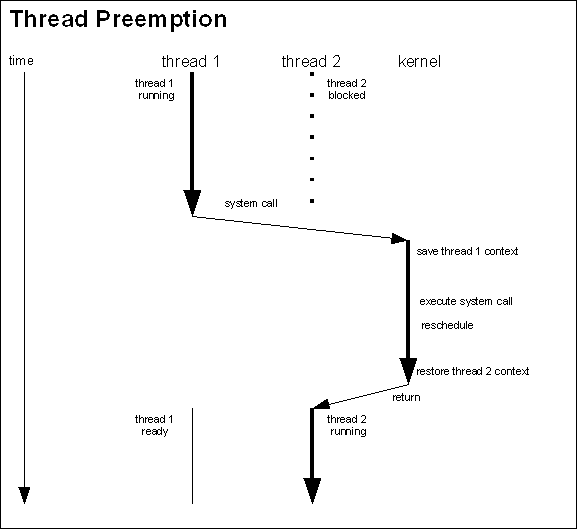 Thread Preemption
time
thread 1
thread 2
kernel
thread 1
running
thread 2
blocked
system call
save thread 1 context
execute system call
reschedule
restore thread 2 context
return
thread 1
ready
thread 2
running